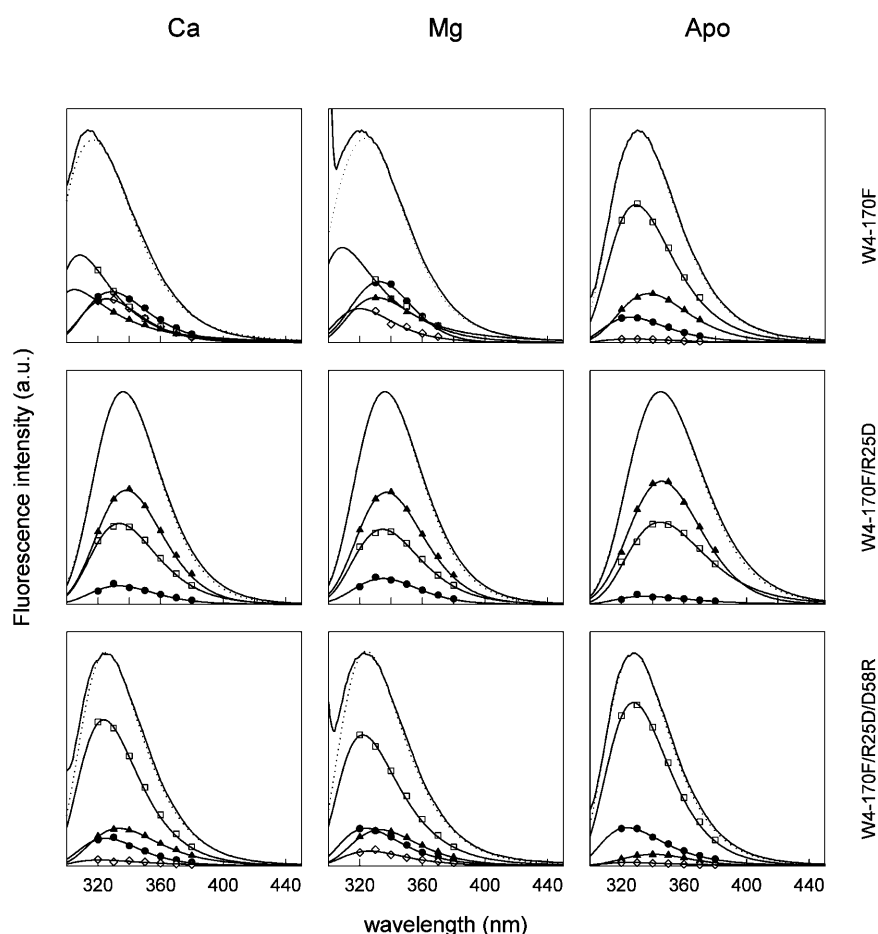 Ca Mg Apo
W4-170F
W4-170F/R25D
W4-170F/R25D/D58R
Fluorescence intensity (a.u.)
320 360 400 440 320 360 400 440 320 360 400 440
wavelength (nm)